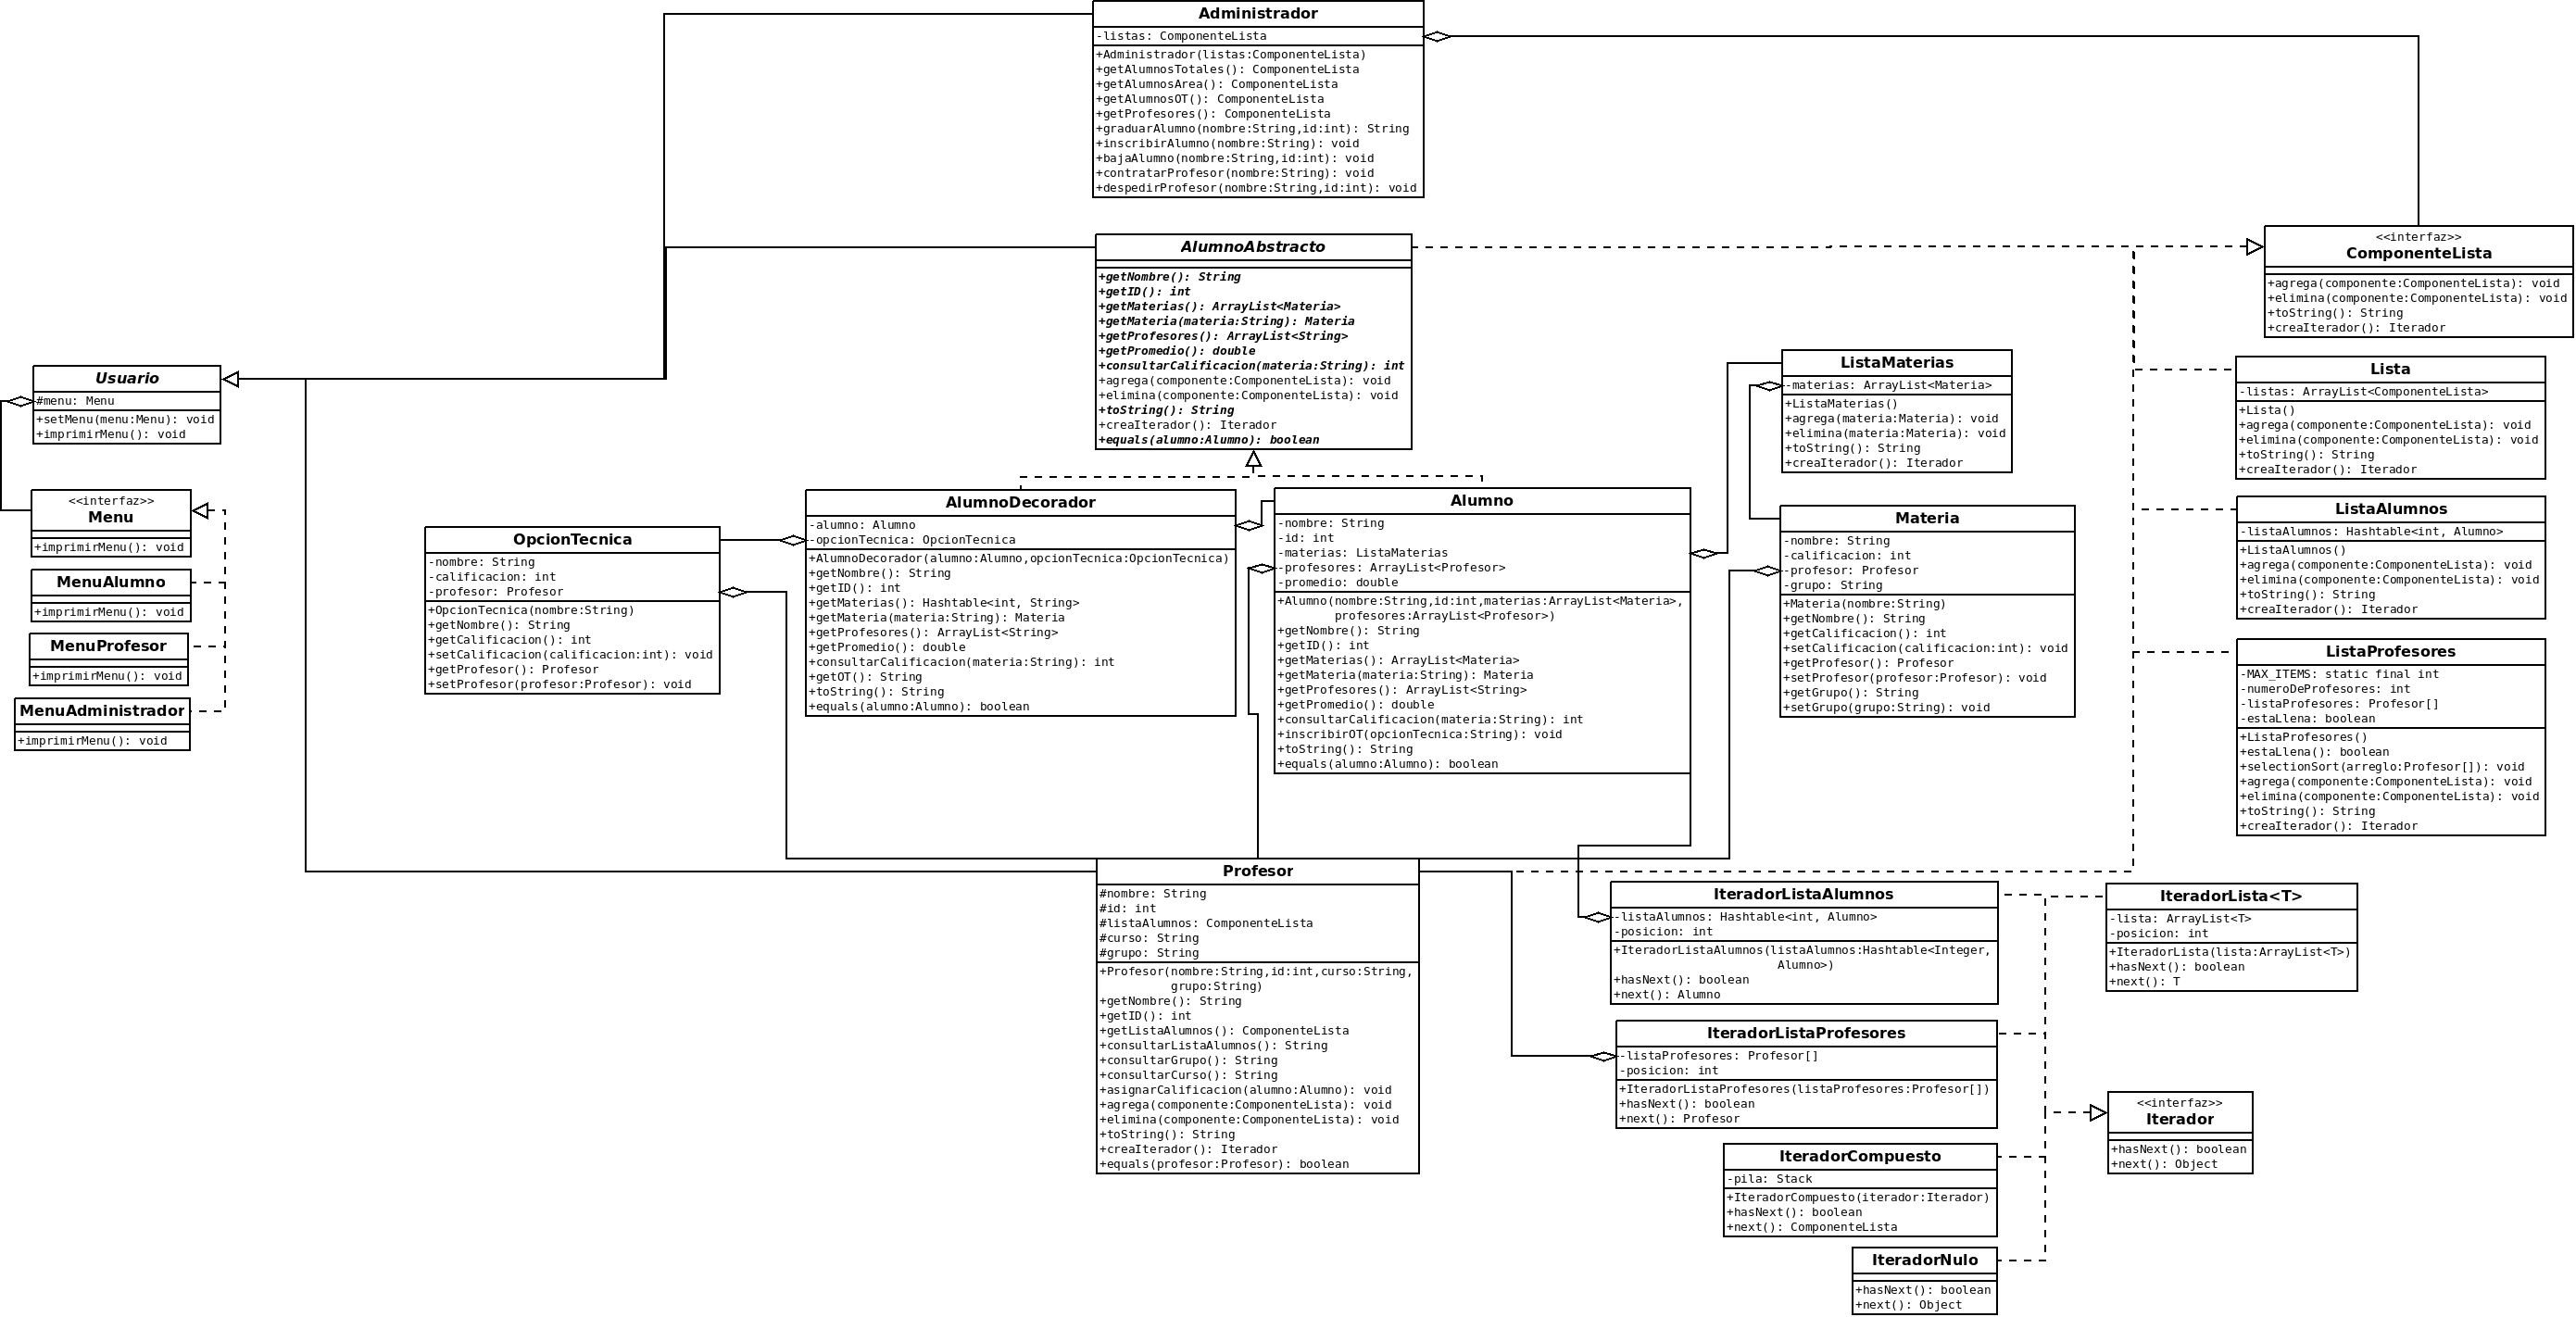 Administrador
-listas: ComponenteLista
+Administrador(listas:ComponenteLista)
+getAlumnosTotales(): ComponenteLista
+getAlumnosArea(): ComponenteLista
+getAlumnosOT(): ComponenteLista
+getProfesores(): ComponenteLista
+graduarAlumno(nombre:String,id:int): String
+inscribirAlumno(nombre:String): void
+bajaAlumno(nombre:String,id:int): void
+contratarProfesor(nombre:String): void
+despedirProfesor(nombre:String,id:int): void
AlumnoAbstracto
+getNombre(): String
+getID(): int
+getMaterias(): ArrayList<Materia>
+getMateria(materia:String): Materia
+getProfesores(): ArrayList<String>
+getPromedio(): double
+consultarCalificacion(materia:String): int
+agrega(componente:ComponenteLista): void
+elimina(componente:ComponenteLista): void
+toString(): String
+creaIterador(): Iterador
+equals(alumno:Alumno): boolean
<<interfaz>>
ComponenteLista
+agrega(componente:ComponenteLista): void
+elimina(componente:ComponenteLista): void
+toString(): String
+creaIterador(): Iterador
Usuario
#menu: Menu
+setMenu(menu:Menu): void
+imprimirMenu(): void
<<interfaz>>
Menu
+imprimirMenu(): void
MenuAlumno
+imprimirMenu(): void
MenuProfesor
+imprimirMenu(): void
MenuAdministrador
+imprimirMenu(): void
OpcionTecnica
-nombre: String
-calificacion: int
-profesor: Profesor
+OpcionTecnica(nombre:String)
+getNombre(): String
+getCalificacion(): int
+setCalificacion(calificacion:int): void
+getProfesor(): Profesor
+setProfesor(profesor:Profesor): void
AlumnoDecorador
-alumno: Alumno
-opcionTecnica: OpcionTecnica
+AlumnoDecorador(alumno:Alumno,opcionTecnica:OpcionTecnica)
+getNombre(): String
+getID(): int
+getMaterias(): Hashtable<int, String>
+getMateria(materia:String): Materia
+getProfesores(): ArrayList<String>
+getPromedio(): double
+consultarCalificacion(materia:String): int
+getOT(): String
+toString(): String
+equals(alumno:Alumno): boolean
Alumno
-nombre: String
-id: int
-materias: ListaMaterias
-profesores: ArrayList<Profesor>
-promedio: double
+Alumno(nombre:String,id:int,materias:ArrayList<Materia>,
profesores:ArrayList<Profesor>)
+getNombre(): String
+getID(): int
+getMaterias(): ArrayList<Materia>
+getMateria(materia:String): Materia
+getProfesores(): ArrayList<String>
+getPromedio(): double
+consultarCalificacion(materia:String): int
+inscribirOT(opcionTecnica:String): void
+toString(): String
+equals(alumno:Alumno): boolean
ListaMaterias
-materias: ArrayList<Materia>
+ListaMaterias()
+agrega(materia:Materia): void
+elimina(materia:Materia): void
+toString(): String
+creaIterador(): Iterador
Materia
-nombre: String
-calificacion: int
-profesor: Profesor
-grupo: String
+Materia(nombre:String)
+getNombre(): String
+getCalificacion(): int
+setCalificacion(calificacion:int): void
+getProfesor(): Profesor
+setProfesor(profesor:Profesor): void
+getGrupo(): String
+setGrupo(grupo:String): void
Lista
-listas: ArrayList<ComponenteLista>
+Lista()
+agrega(componente:ComponenteLista): void
+elimina(componente:ComponenteLista): void
+toString(): String
+creaIterador(): Iterador
ListaAlumnos
-listaAlumnos: Hashtable<int, Alumno>
+ListaAlumnos()
+agrega(componente:ComponenteLista): void
+elimina(componente:ComponenteLista): void
+toString(): String
+creaIterador(): Iterador
ListaProfesores
-MAX_ITEMS: static final int
-numeroDeProfesores: int
-listaProfesores: Profesor[]
-estaLlena: boolean
+ListaProfesores()
+estaLlena(): boolean
+selectionSort(arreglo:Profesor[]): void
+agrega(componente:ComponenteLista): void
+elimina(componente:ComponenteLista): void
+toString(): String
+creaIterador(): Iterador
Profesor
#nombre: String
#id: int
#listaAlumnos: ComponenteLista
#curso: String
#grupo: String
+Profesor(nombre:String,id:int,curso:String,
grupo:String)
+getNombre(): String
+getID(): int
+getListaAlumnos(): ComponenteLista
+consultarListaAlumnos(): String
+consultarGrupo(): String
+consultarCurso(): String
+asignarCalificacion(alumno:Alumno): void
+agrega(componente:ComponenteLista): void
+elimina(componente:ComponenteLista): void
+toString(): String
+creaIterador(): Iterador
+equals(profesor:Profesor): boolean
IteradorListaAlumnos
-listaAlumnos: Hashtable<int, Alumno>
-posicion: int
+IteradorListaAlumnos(listaAlumnos:Hashtable<Integer,
Alumno>)
+hasNext(): boolean
+next(): Alumno
IteradorLista<T>
-lista: ArrayList<T>
-posicion: int
+IteradorLista(lista:ArrayList<T>)
+hasNext(): boolean
+next(): T
IteradorListaProfesores
-listaProfesores: Profesor[]
-posicion: int
+IteradorListaProfesores(listaProfesores:Profesor[])
+hasNext(): boolean
+next(): Profesor
<<interfaz>>
Iterador
+hasNext(): boolean
+next(): Object
IteradorCompuesto
-pila: Stack
+IteradorCompuesto(iterador:Iterador)
+hasNext(): boolean
+next(): ComponenteLista
IteradorNulo
+hasNext(): boolean
+next(): Object